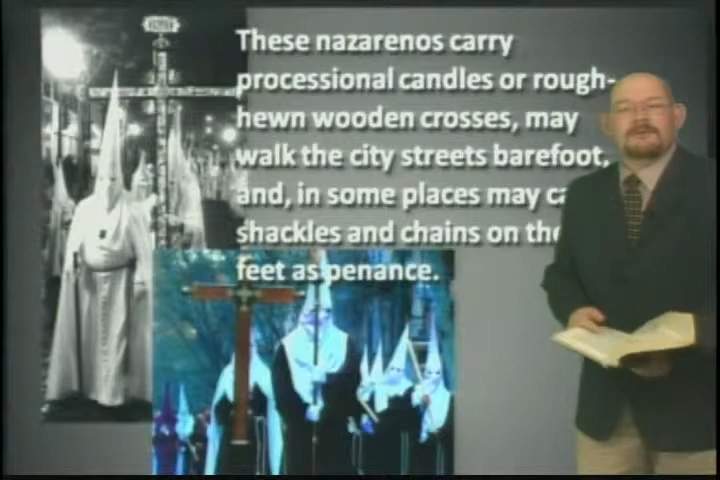 These nazarenos carry
processional candles or rough-
hewn wooden crosses, may
walk the city streets barefoot,
and, in some places may
shackles and chains on
feet as penance.